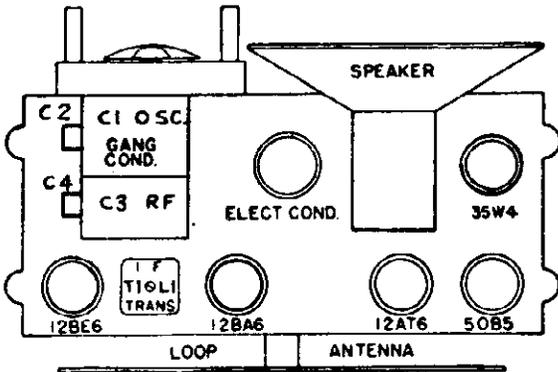 SPEAKER
C2
C1 OSC.
GANG
COND.
C4
C3 RF
ELECT COND.
35W4
I F
T1&L1
TRANS
12BE6
12BA6
12AT6
50B5
LOOP ANTENNA